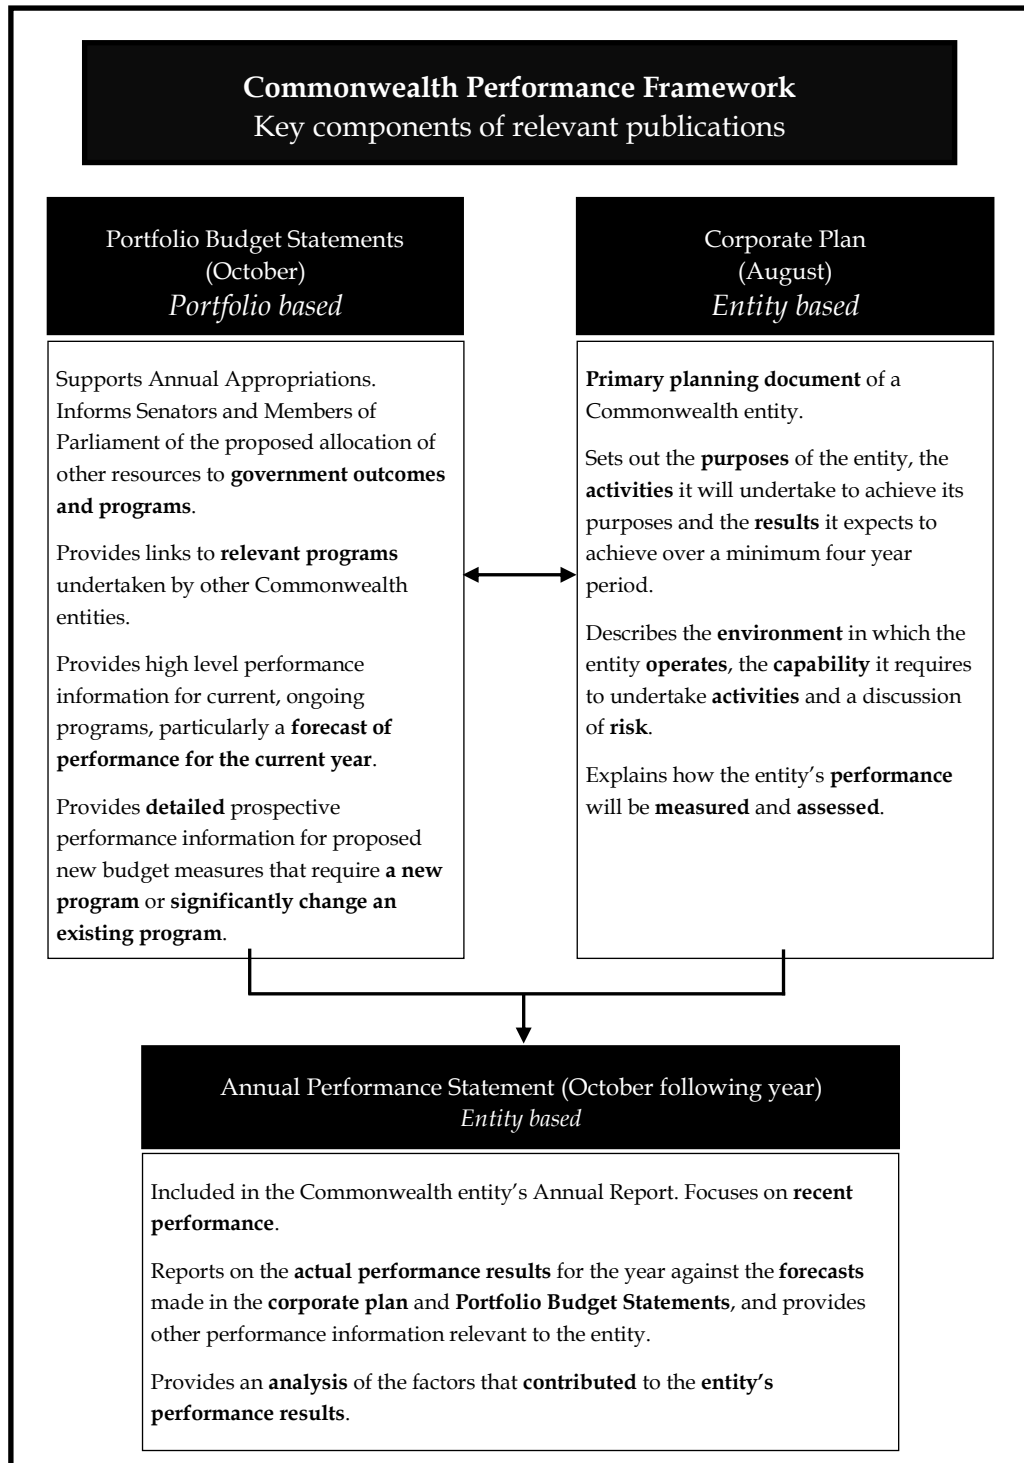 Commonwealth Performance Framework
Key components of relevant publications
Portfolio Budget Statements
(October)
Portfolio based
Supports Annual Appropriations.
Informs Senators and Members of
Parliament of the proposed allocation of
other resources to government outcomes
and programs.
Provides links to relevant programs
undertaken by other Commonwealth
entities.
Provides high level performance
information for current, ongoing
programs, particularly a forecast of
performance for the current year.
Provides detailed prospective
performance information for proposed
new budget measures that require a new
program or significantly change an
existing program.
Corporate Plan
(August)
Entity based
Primary planning document of a
Commonwealth entity.
Sets out the purposes of the entity, the
activities it will undertake to achieve its
purposes and the results it expects to
achieve over a minimum four year
period.
Describes the environment in which the
entity operates, the capability it requires
to undertake activities and a discussion
of risk.
Explains how the entity’s performance
will be measured and assessed.
Annual Performance Statement (October following year)
Entity based
Included in the Commonwealth entity’s Annual Report. Focuses on recent
performance.
Reports on the actual performance results for the year against the forecasts
made in the corporate plan and Portfolio Budget Statements, and provides
other performance information relevant to the entity.
Provides an analysis of the factors that contributed to the entity’s
performance results.